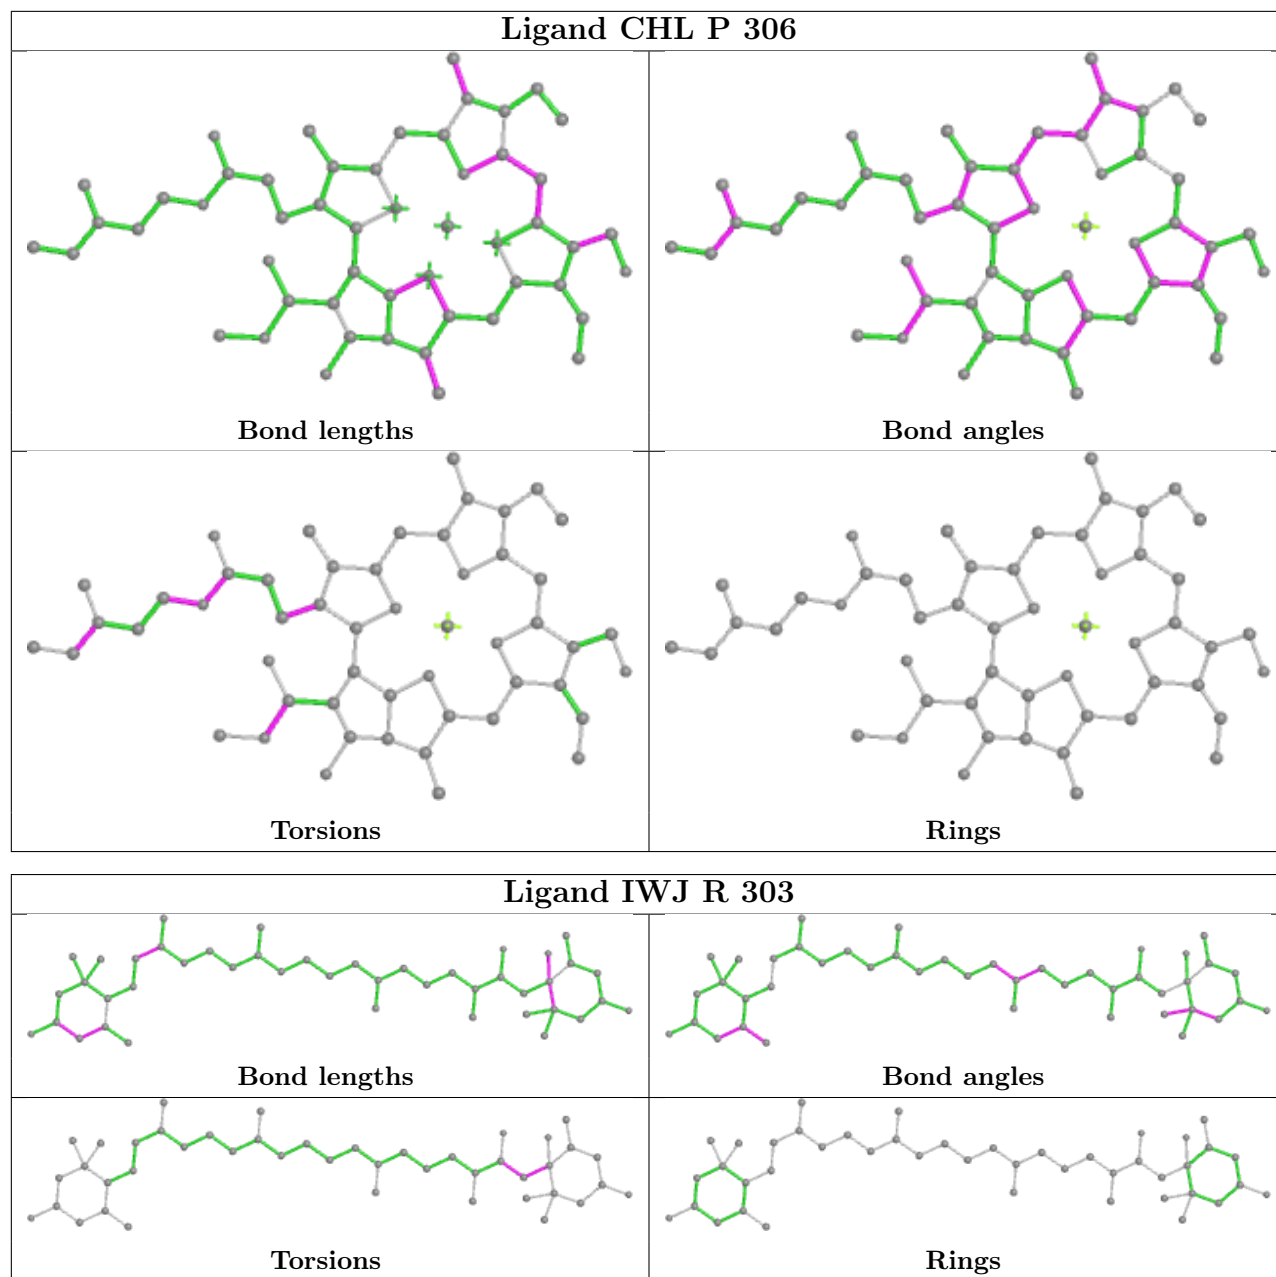 Ligand CHL P 306
Bond lengths
Bond angles
Torsions
Rings
Ligand IWJ R 303
Bond lengths
Bond angles
Torsions
Rings